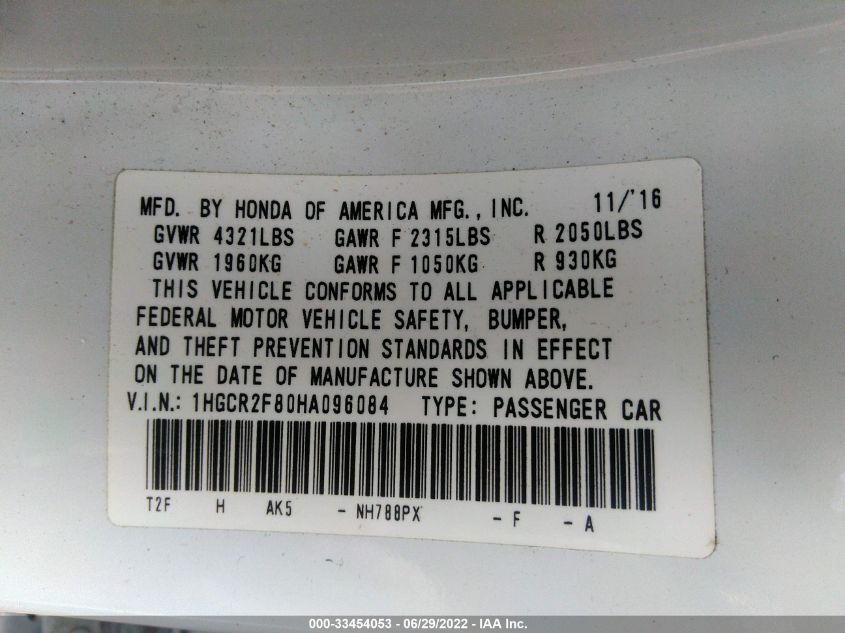 MFD. BY HONDA OF AMERICA MFG., INC. 11/'16
GVWR 4321LBS GAWR F 2315LBS R 2050LBS
GVWR 1960KG GAWR F 1050KG R 930KG
THIS VEHICLE CONFORMS TO ALL APPLICABLE
FEDERAL MOTOR VEHICLE SAFETY, BUMPER,
AND THEFT PREVENTION STANDARDS IN EFFECT
ON THE DATE OF MANUFACTURE SHOWN ABOVE.
V.I.N.: 1HGCR2F80HA096084 TYPE: PASSENGER CAR
T2F H AK5 - NH788PX - F - A
000-33454053 - 06/29/2022 - IAA Inc.